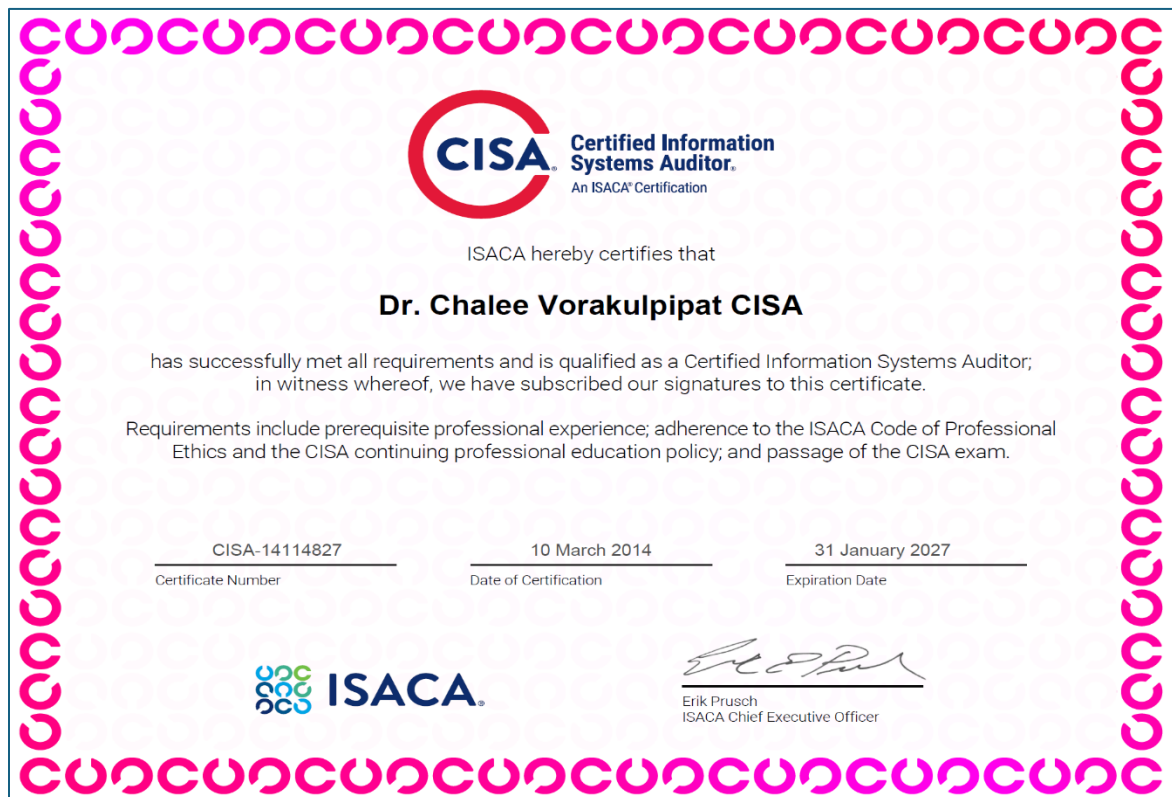 CISA®
Certified Information
Systems Auditor®
An ISACA® Certification
ISACA hereby certifies that
Dr. Chalee Vorakulpipat CISA
has successfully met all requirements and is qualified as a Certified Information Systems Auditor;
in witness whereof, we have subscribed our signatures to this certificate.
Requirements include prerequisite professional experience; adherence to the ISACA Code of Professional
Ethics and the CISA continuing professional education policy; and passage of the CISA exam.
CISA-14114827
Certificate Number
10 March 2014
Date of Certification
31 January 2027
Expiration Date
ISACA®
Erik Prusch
ISACA Chief Executive Officer